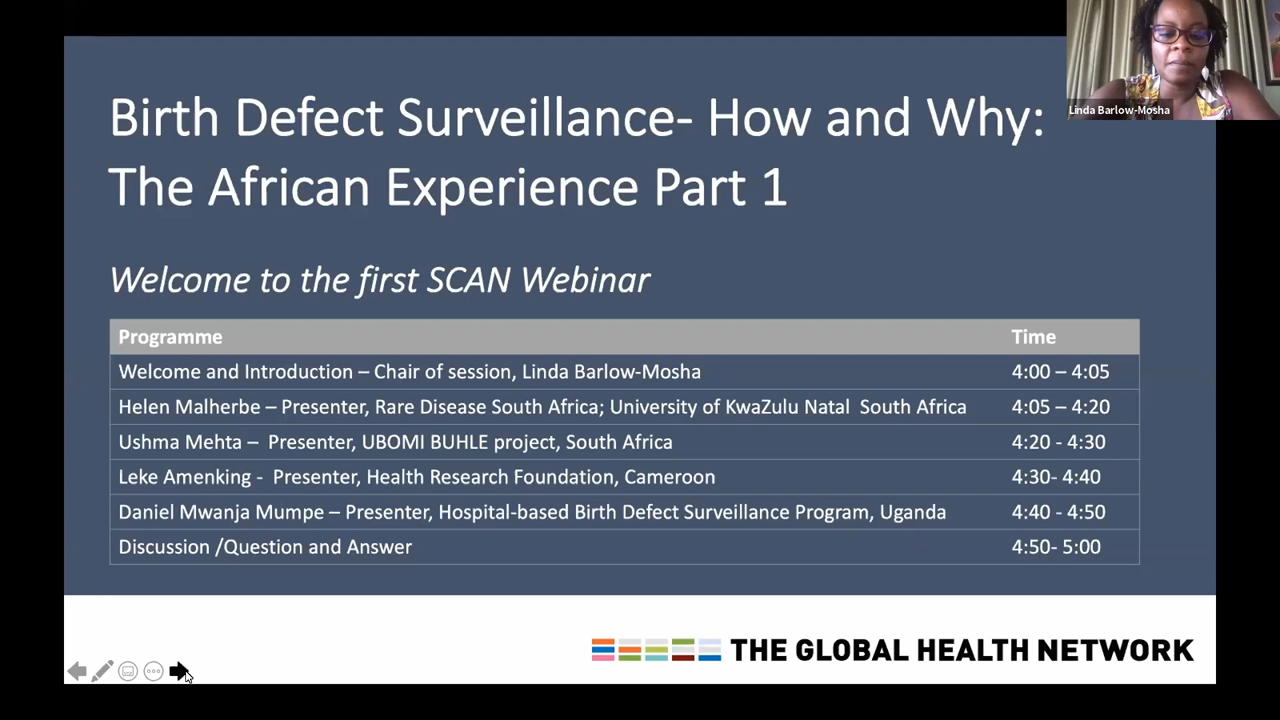 Linda Barlow-Mosha
Birth Defect Surveillance- How and Why:
The African Experience Part 1
Welcome to the first SCAN Webinar
Programme Time
Welcome and Introduction – Chair of session, Linda Barlow-Mosha 4:00 – 4:05
Helen Malherbe – Presenter, Rare Disease South Africa; University of KwaZulu Natal South Africa 4:05 – 4:20
Ushma Mehta – Presenter, UBOMI BUHLE project, South Africa 4:20 - 4:30
Leke Amenking - Presenter, Health Research Foundation, Cameroon 4:30- 4:40
Daniel Mwanja Mumpe – Presenter, Hospital-based Birth Defect Surveillance Program, Uganda 4:40 - 4:50
Discussion /Question and Answer 4:50- 5:00
THE GLOBAL HEALTH NETWORK